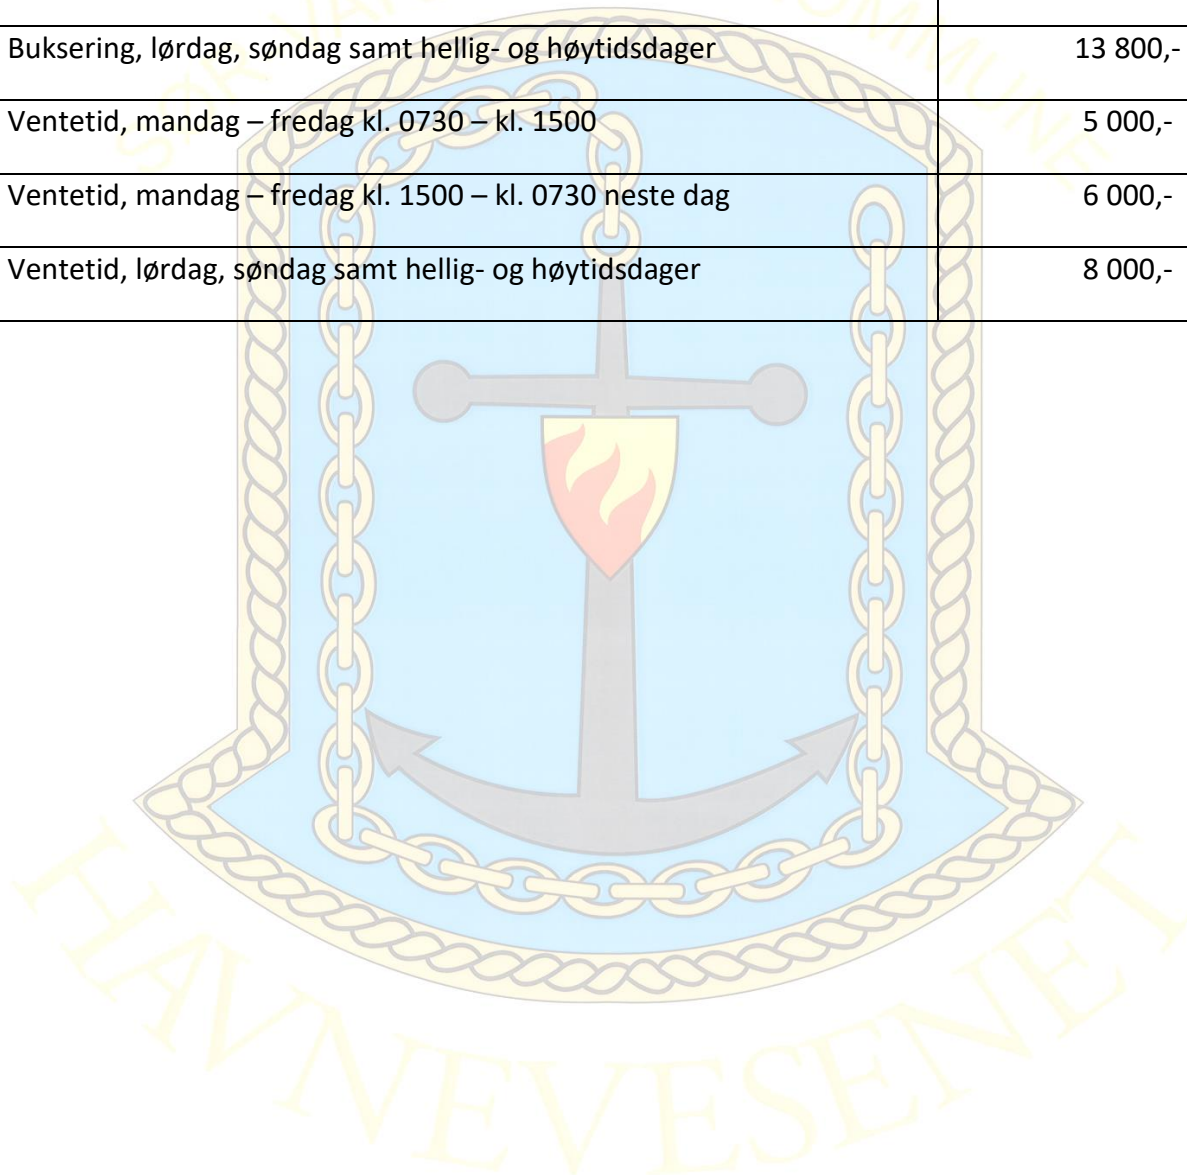 Buksering, lørdag, søndag samt hellig- og høytidsdager 13 800,-
Ventetid, mandag – fredag kl. 0730 – kl. 1500 5 000,-
Ventetid, mandag – fredag kl. 1500 – kl. 0730 neste dag 6 000,-
Ventetid, lørdag, søndag samt hellig- og høytidsdager 8 000,-
HAVNEVESENET